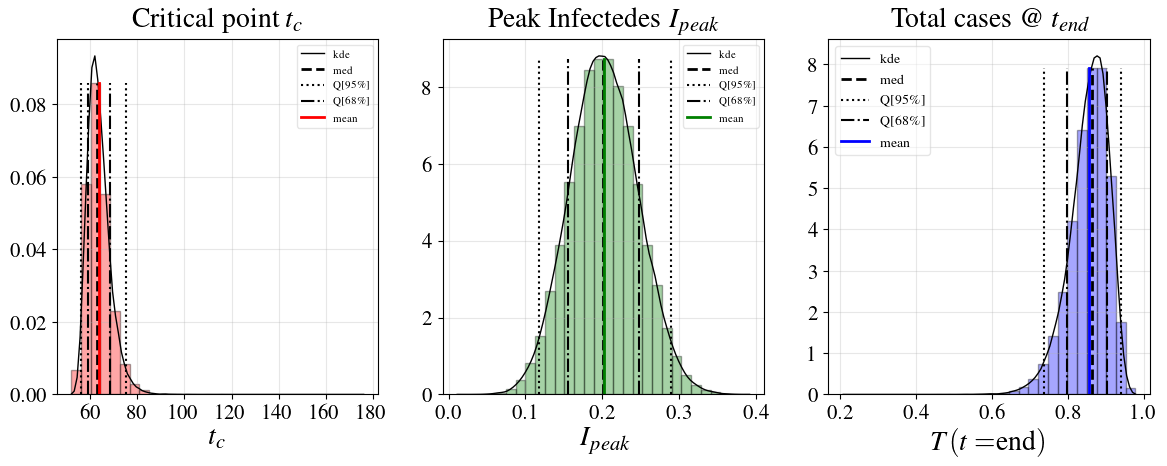 Critical point t_c
0.08
0.06
0.04
0.02
0.00
60 80 100 120 140 160 180
t_c
kde
med
Q[95%]
Q[68%]
mean
Peak Infectedes I_peak
8
6
4
2
0
0.0 0.1 0.2 0.3 0.4
I_peak
kde
med
Q[95%]
Q[68%]
mean
Total cases @ t_end
8
7
6
5
4
3
2
1
0
0.2 0.4 0.6 0.8 1.0
T(t =end)
kde
med
Q[95%]
Q[68%]
mean